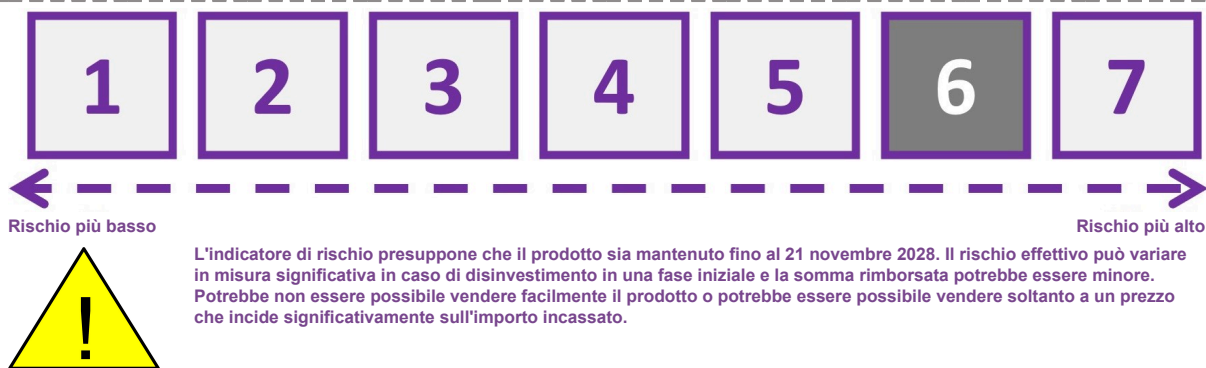 1 2 3 4 5 6 7
Rischio più basso Rischio più alto
L'indicatore di rischio presuppone che il prodotto sia mantenuto fino al 21 novembre 2028. Il rischio effettivo può variare
in misura significativa in caso di disinvestimento in una fase iniziale e la somma rimborsata potrebbe essere minore.
Potrebbe non essere possibile vendere facilmente il prodotto o potrebbe essere possibile vendere soltanto a un prezzo
che incide significativamente sull'importo incassato.
!